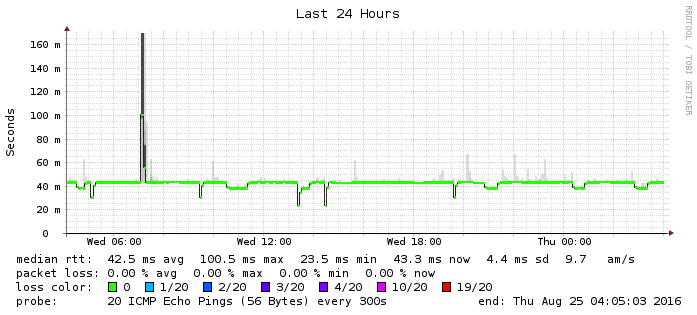 Last 24 Hours
RRDTOOL / TOBI OETIKER
Seconds
160 m
140 m
120 m
100 m
80 m
60 m
40 m
20 m
0
Wed 06:00 Wed 12:00 Wed 18:00 Thu 00:00
median rtt: 42.5 ms avg 100.5 ms max 23.5 ms min 43.3 ms now 4.4 ms sd 9.7 am/s
packet loss: 0.00 % avg 0.00 % max 0.00 % min 0.00 % now
loss color: 0 1/20 2/20 3/20 4/20 10/20 19/20
probe: 20 ICMP Echo Pings (56 Bytes) every 300s end: Thu Aug 25 04:05:03 2016